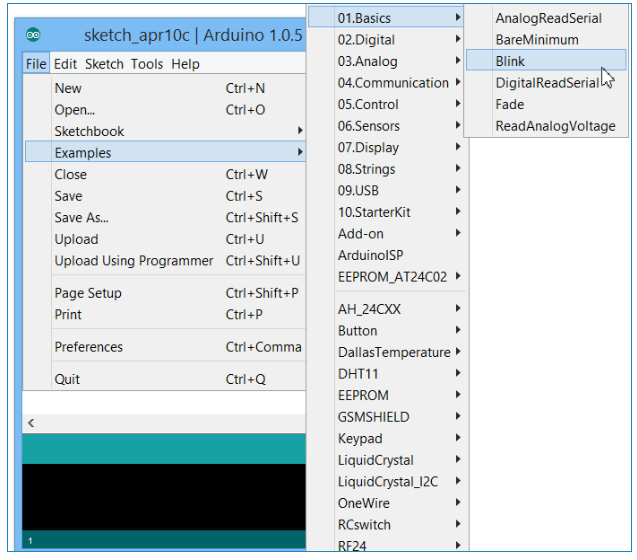 sketch_apr10c | Arduino 1.0.5
File Edit Sketch Tools Help
New Ctrl+N
Open... Ctrl+O
Sketchbook
Examples
Close Ctrl+W
Save Ctrl+S
Save As... Ctrl+Shift+S
Upload Ctrl+U
Upload Using Programmer Ctrl+Shift+U
Page Setup Ctrl+Shift+P
Print Ctrl+P
Preferences Ctrl+Comma
Quit Ctrl+Q
1
01.Basics
02.Digital
03.Analog
04.Communication
05.Control
06.Sensors
07.Display
08.Strings
09.USB
10.StarterKit
Add-on
ArduinoISP
EEPROM_AT24C02
AH_24CXX
Button
DallasTemperature
DHT11
EEPROM
GSMSHIELD
Keypad
LiquidCrystal
LiquidCrystal_I2C
OneWire
RCswitch
RF24
AnalogReadSerial
BareMinimum
Blink
DigitalReadSerial
Fade
ReadAnalogVoltage